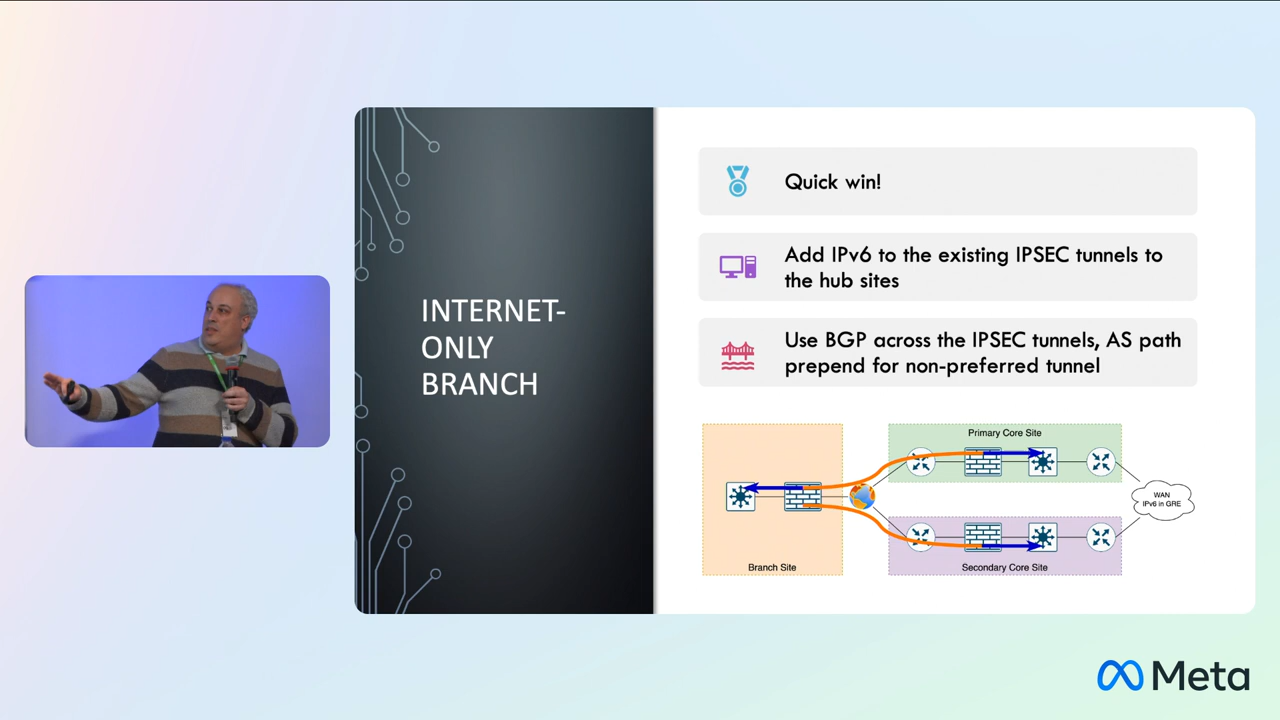 INTERNET-
ONLY
BRANCH
Quick win!
Add IPv6 to the existing IPSEC tunnels to
the hub sites
Use BGP across the IPSEC tunnels, AS path
prepend for non-preferred tunnel
Primary Core Site
WAN
IPv6 in GRE
Branch Site
Secondary Core Site
Meta